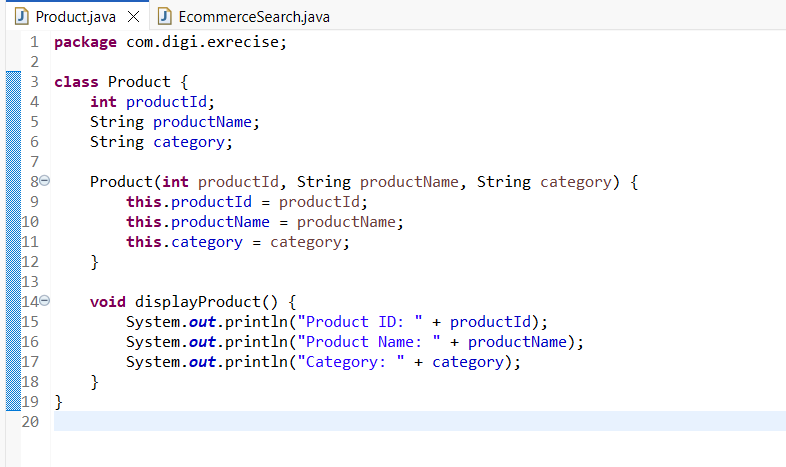 Product.java EcommerceSearch.java
1 package com.digi.exrecise;
2
3 class Product {
4     int productId;
5     String productName;
6     String category;
7
8     Product(int productId, String productName, String category) {
9         this.productId = productId;
10         this.productName = productName;
11         this.category = category;
12     }
13
14     void displayProduct() {
15         System.out.println("Product ID: " + productId);
16         System.out.println("Product Name: " + productName);
17         System.out.println("Category: " + category);
18     }
19 }
20